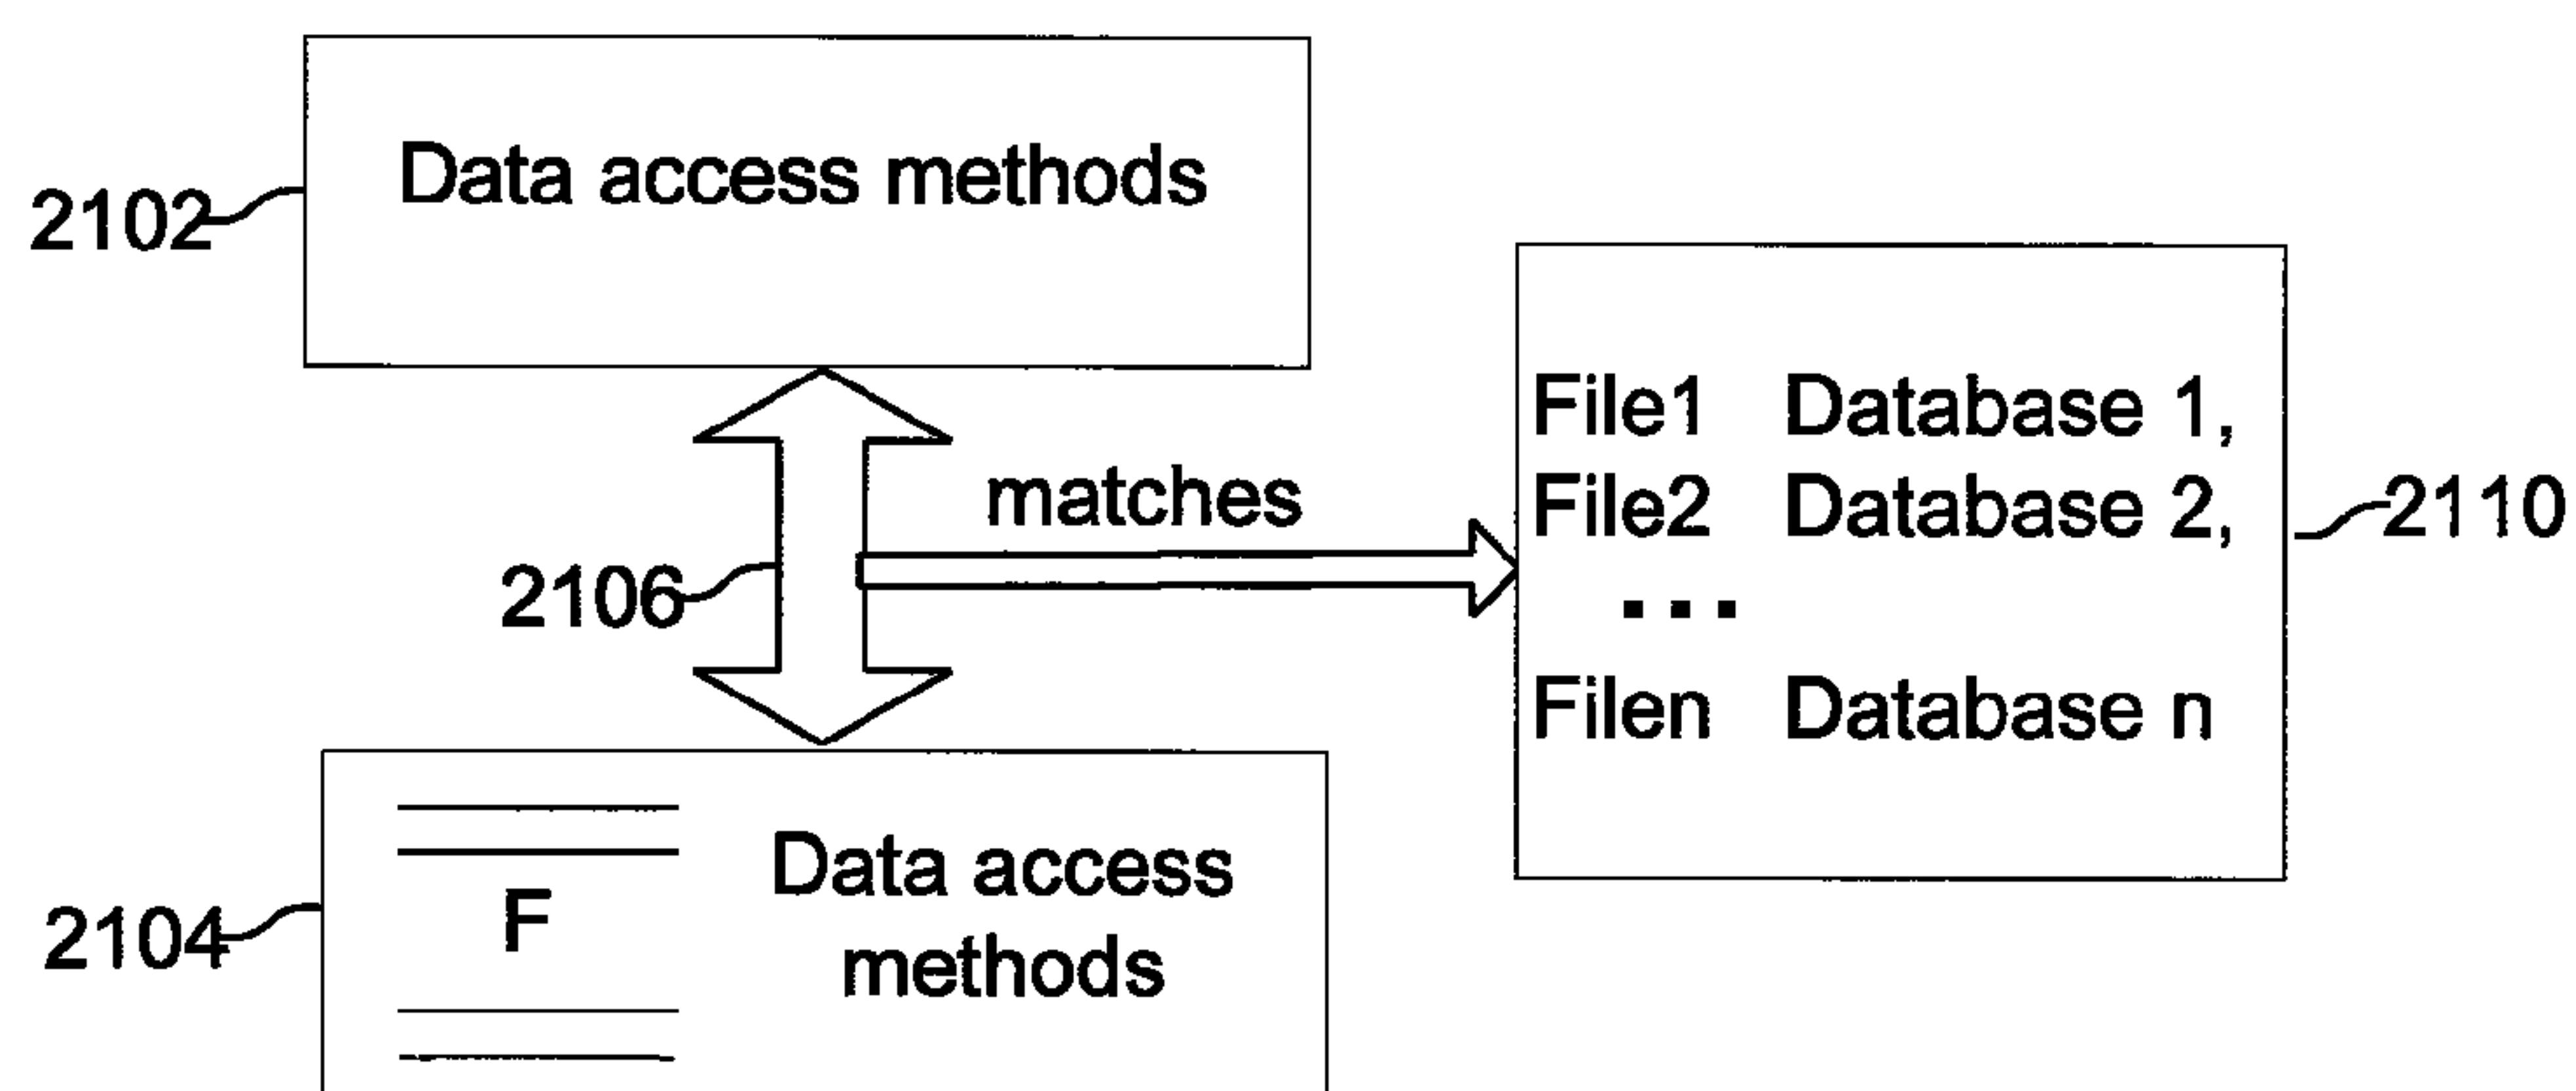 Data access methods
2102
File1 Database 1,
File2 Database 2,
...
Filen Database n
2110
matches
2106
2104
F
Data access
methods